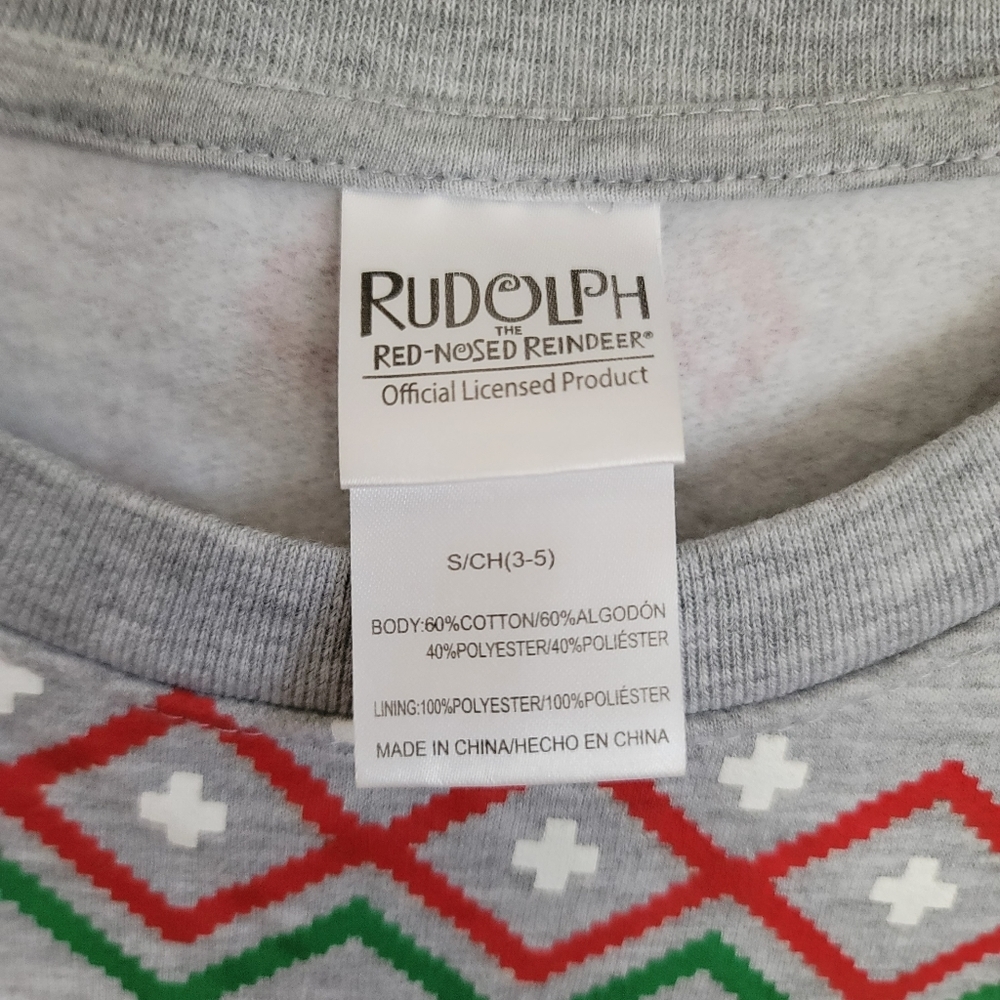 RUDOLPH
THE
RED-NOSED REINDEER®
Official Licensed Product
S/CH(3-5)
BODY:60%COTTON/60%ALGODÓN
40%POLYESTER/40%POLIÉSTER
LINING:100%POLYESTER/100%POLIÉSTER
MADE IN CHINA/HECHO EN CHINA